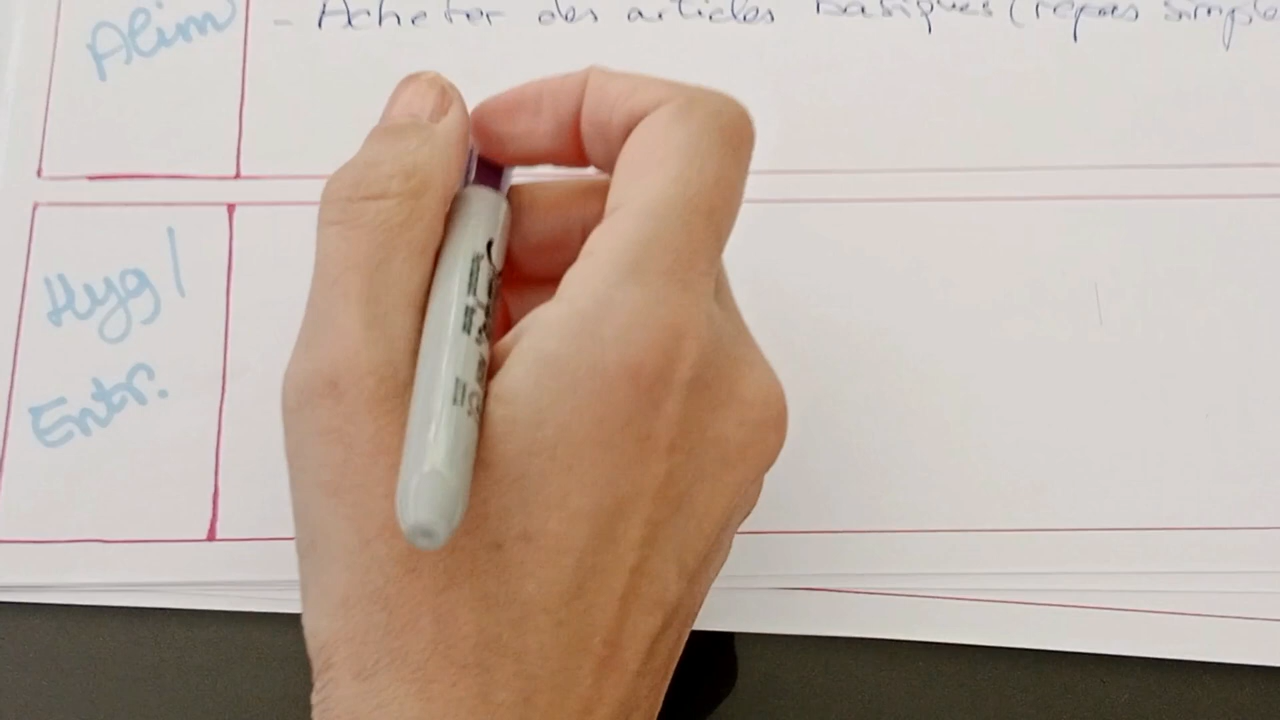 Alim
- Acheter des articles basiques (repas simple
Hyg/
Entr.